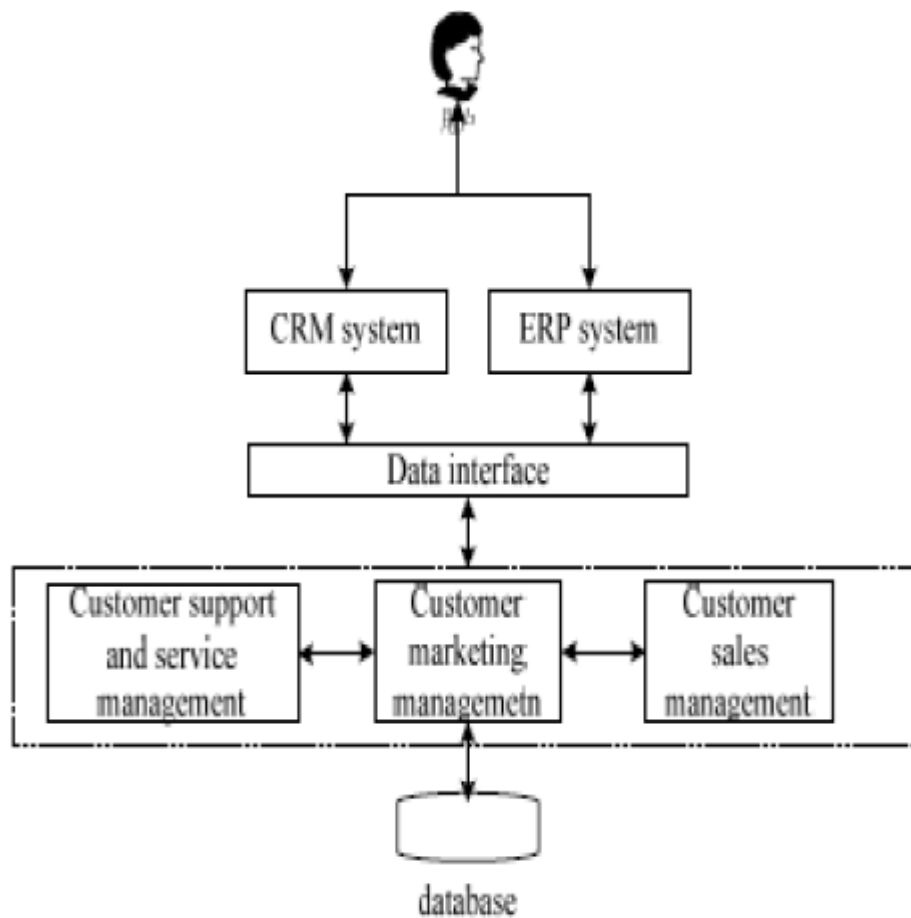 CRM system
ERP system
Data interface
Customer support
and service
management
Customer
marketing
managemetn
Customer
sales
management
database